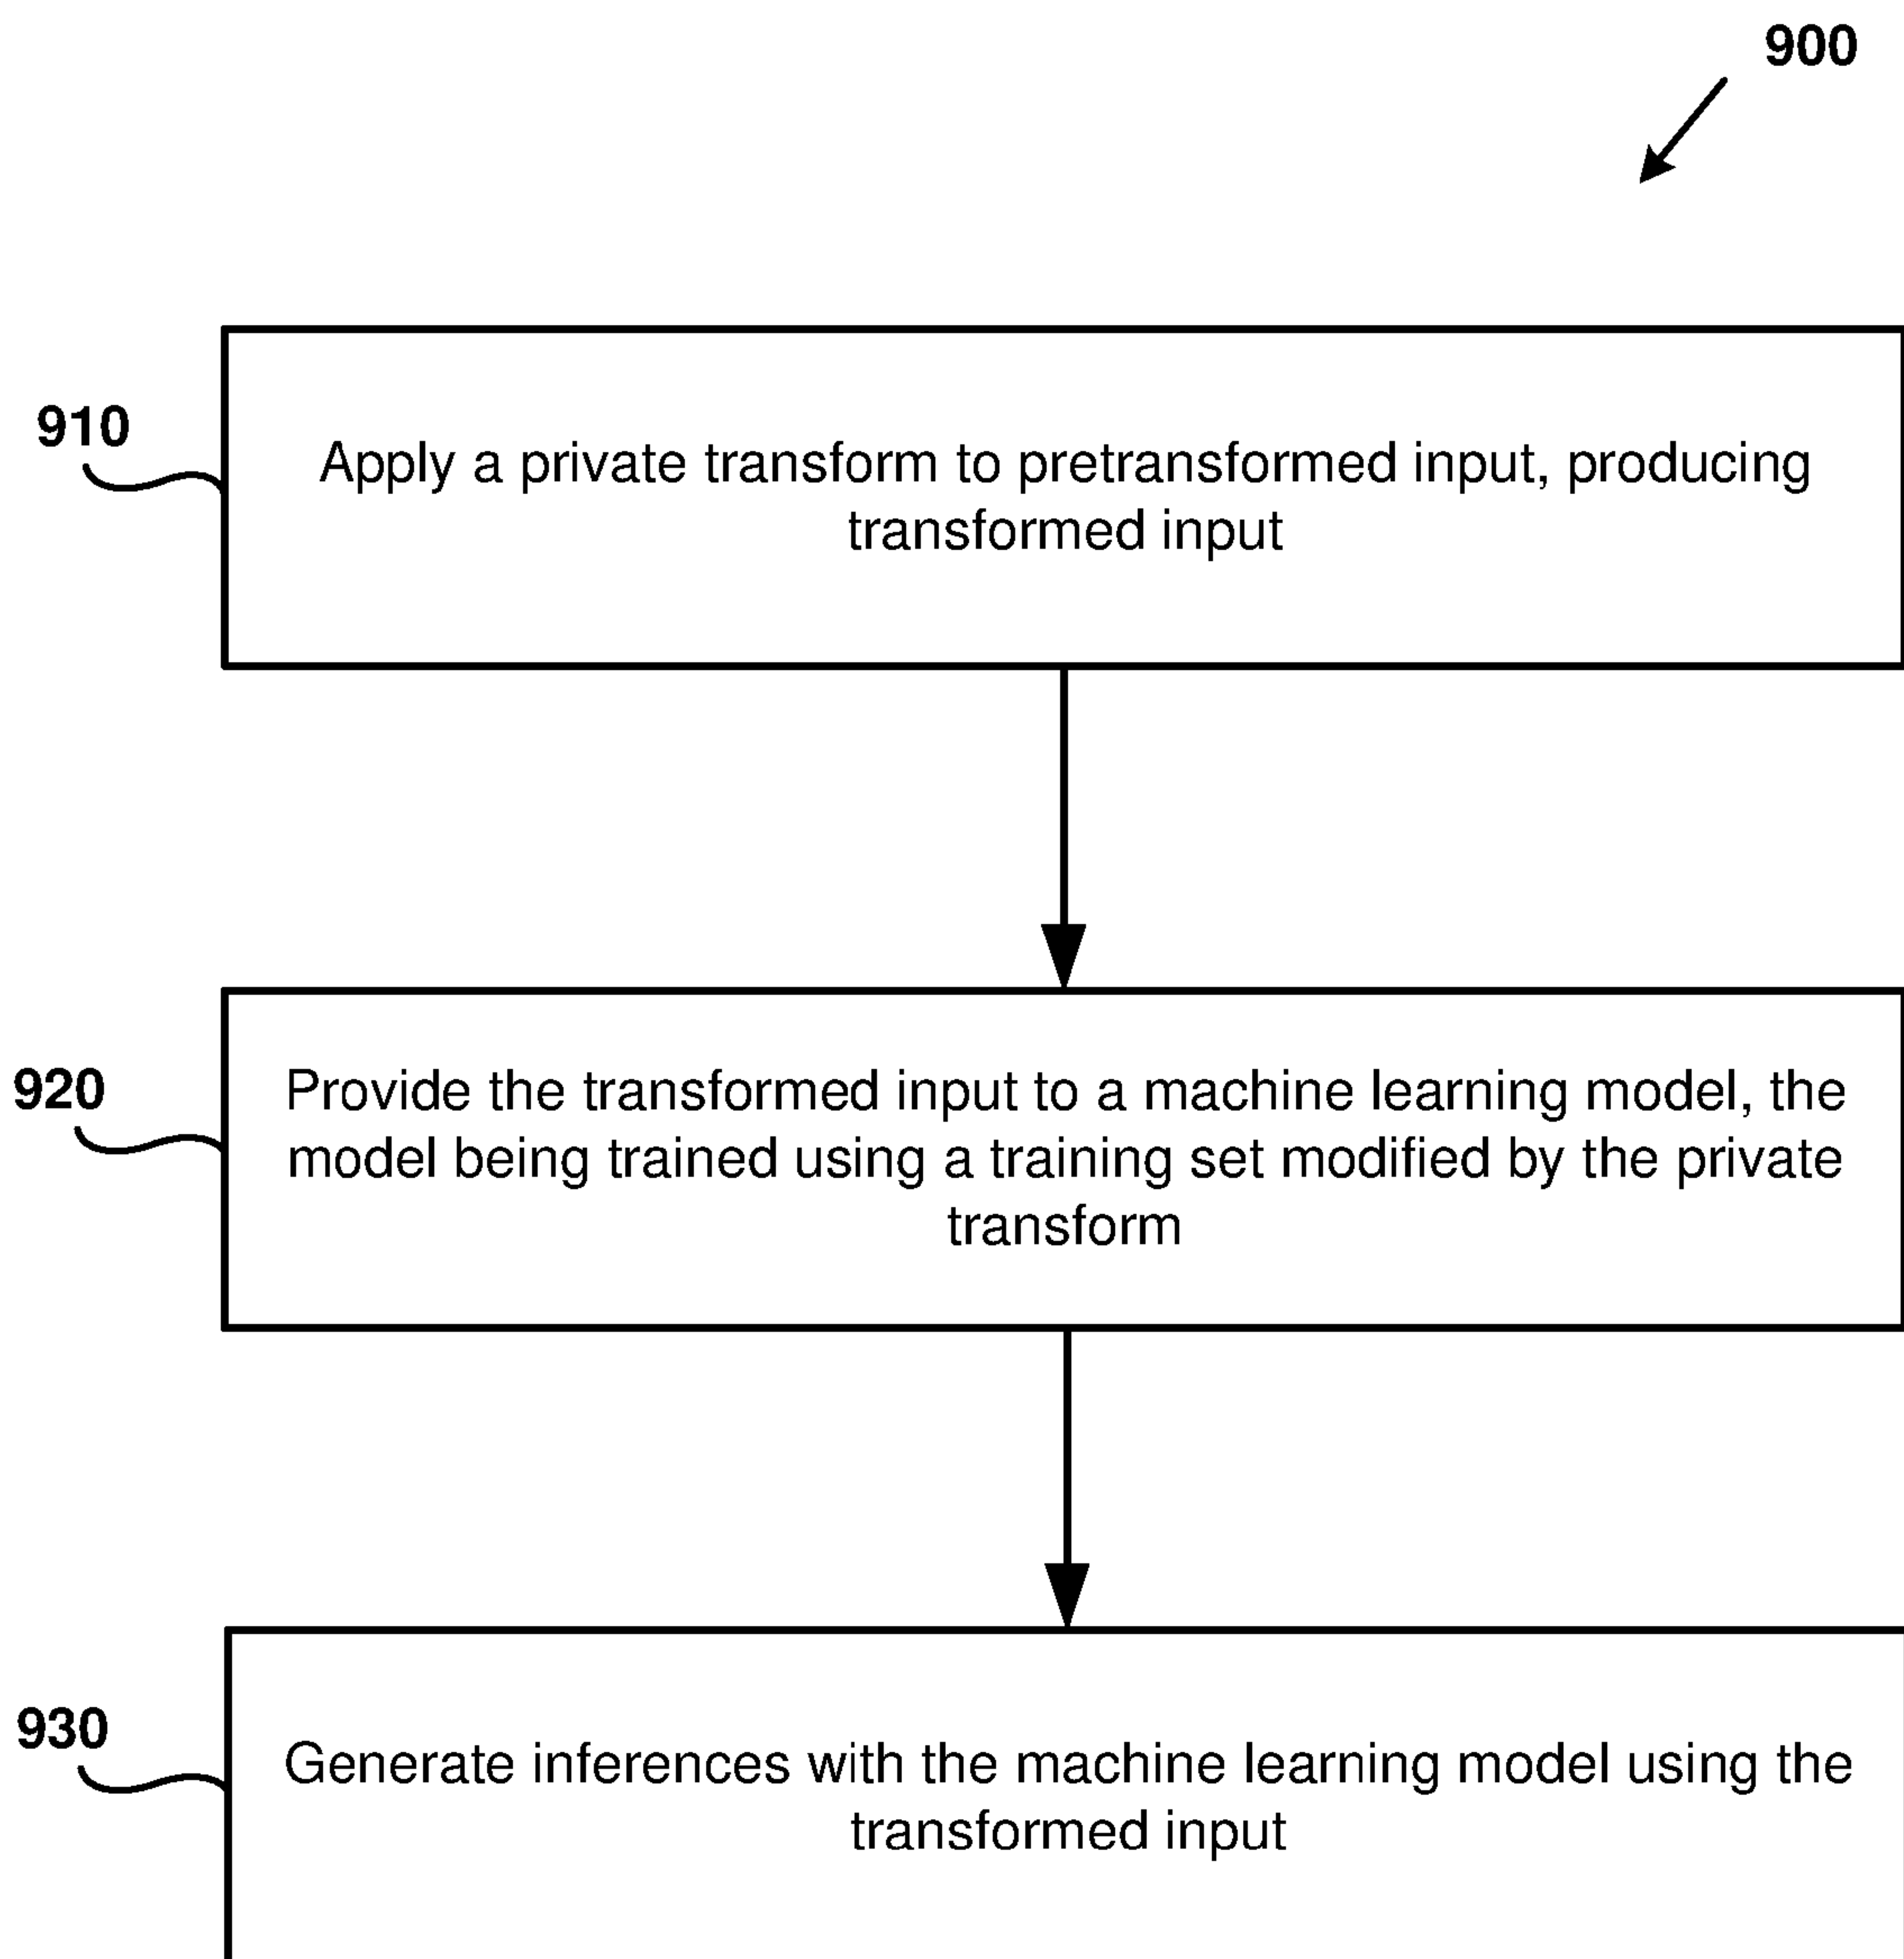 900
910
Apply a private transform to pretransformed input, producing
transformed input
920
Provide the transformed input to a machine learning model, the
model being trained using a training set modified by the private
transform
930
Generate inferences with the machine learning model using the
transformed input